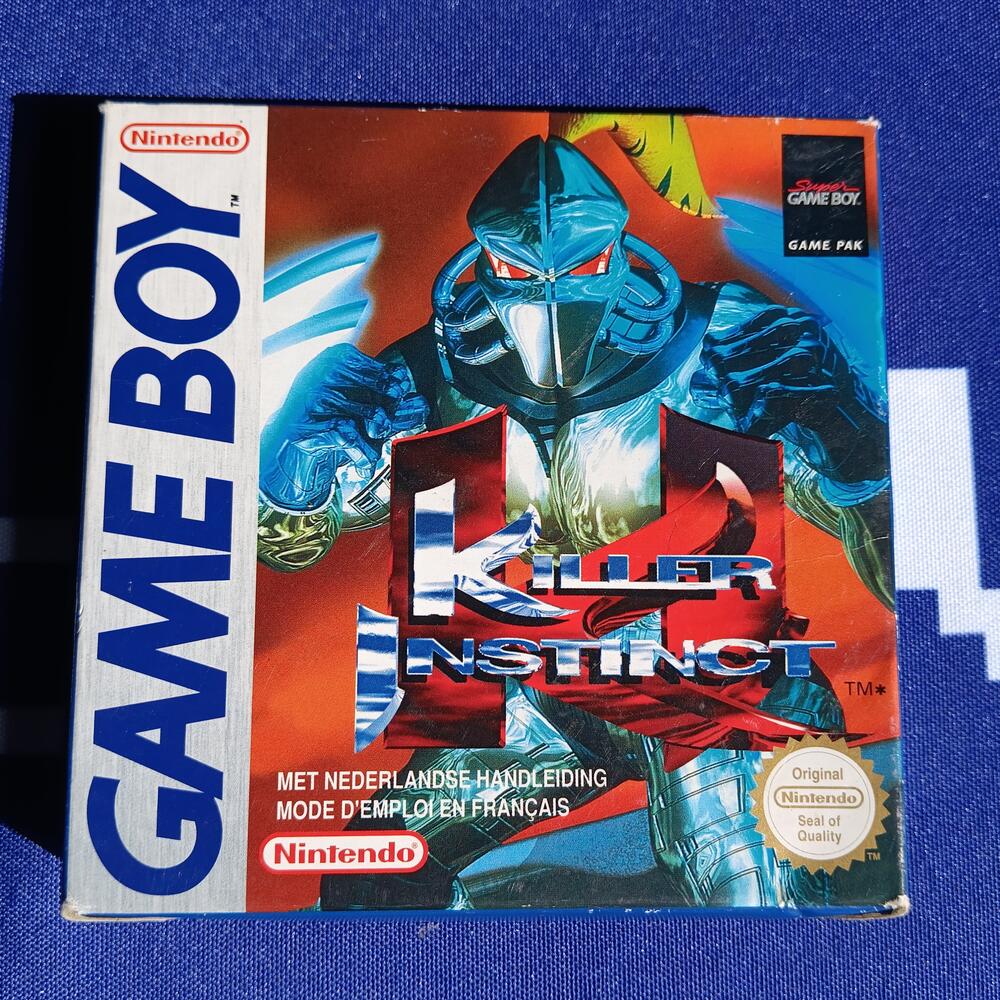 Nintendo
GAME BOY™
Super
GAME BOY.
GAME PAK
KILLER
INSTINCT
TM*
MET NEDERLANDSE HANDLEIDING
MODE D'EMPLOI EN FRANÇAIS
Nintendo®
Original
Nintendo
Seal of
Quality
TM